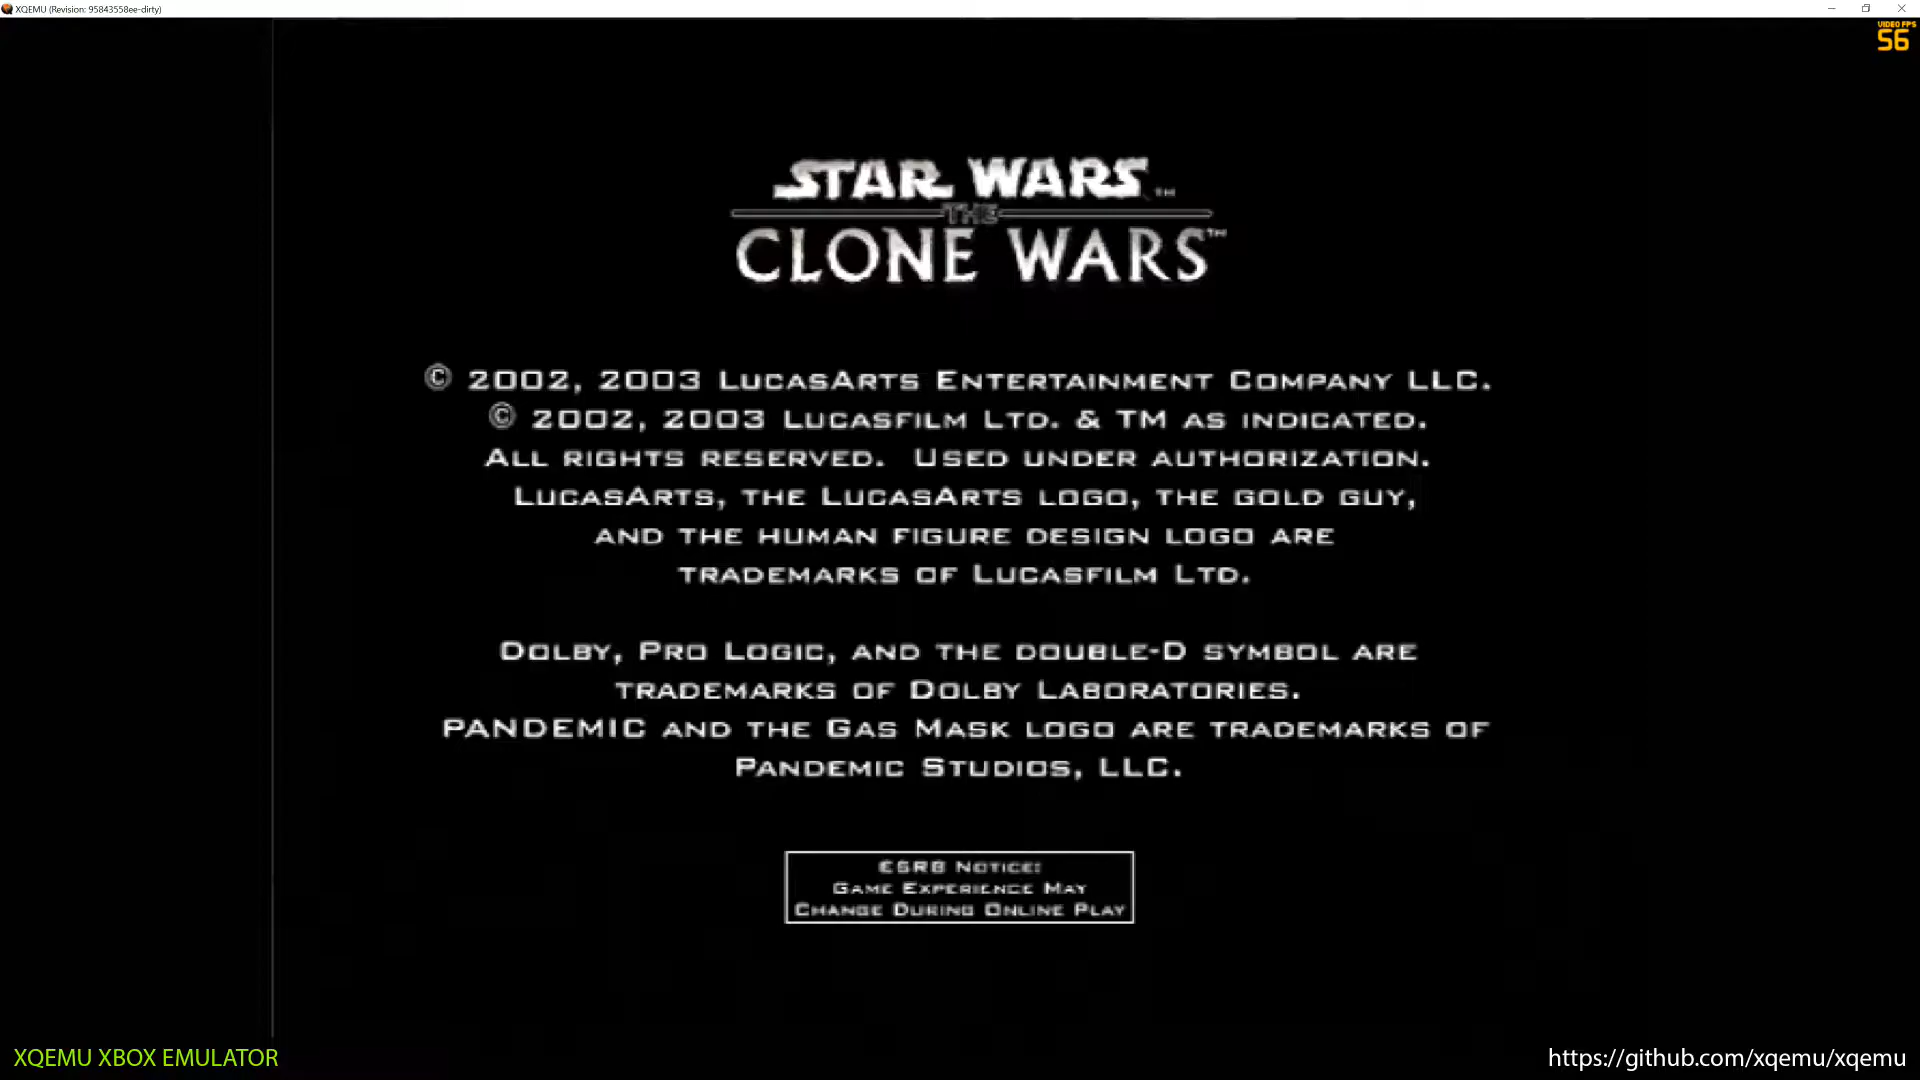 XQEMU (Revision: 95843558ee-dirty)
VIDEO FPS
56
STAR WARS™
THE
CLONE WARS™
© 2002, 2003 LucasArts Entertainment Company LLC.
© 2002, 2003 Lucasfilm Ltd. & TM as indicated.
All rights reserved. Used under authorization.
LucasArts, the LucasArts logo, the gold guy,
and the human figure design logo are
trademarks of Lucasfilm Ltd.
Dolby, Pro Logic, and the double-D symbol are
trademarks of Dolby Laboratories.
PANDEMIC and the Gas Mask logo are trademarks of
Pandemic Studios, LLC.
ESRB Notice:
Game Experience May
Change During Online Play
XQEMU XBOX EMULATOR
https://github.com/xqemu/xqemu